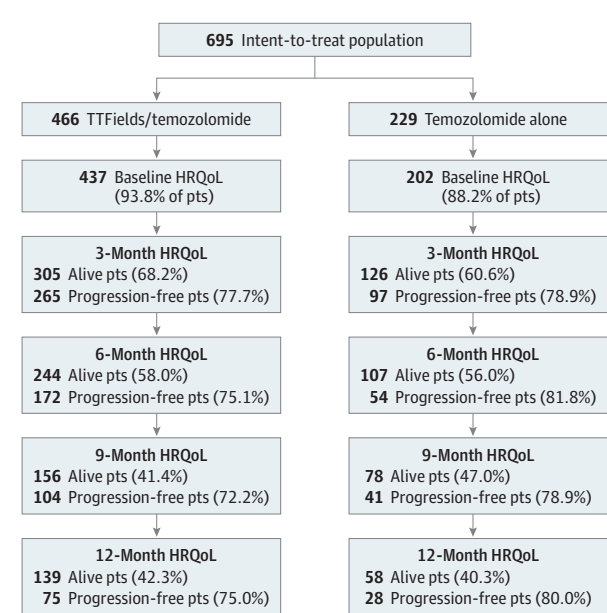 695 Intent-to-treat population
466 TTFields/temozolomide
229 Temozolomide alone
437 Baseline HRQoL
(93.8% of pts)
202 Baseline HRQoL
(88.2% of pts)
3-Month HRQoL
305 Alive pts (68.2%)
265 Progression-free pts (77.7%)
3-Month HRQoL
126 Alive pts (60.6%)
97 Progression-free pts (78.9%)
6-Month HRQoL
244 Alive pts (58.0%)
172 Progression-free pts (75.1%)
6-Month HRQoL
107 Alive pts (56.0%)
54 Progression-free pts (81.8%)
9-Month HRQoL
156 Alive pts (41.4%)
104 Progression-free pts (72.2%)
9-Month HRQoL
78 Alive pts (47.0%)
41 Progression-free pts (78.9%)
12-Month HRQoL
139 Alive pts (42.3%)
75 Progression-free pts (75.0%)
12-Month HRQoL
58 Alive pts (40.3%)
28 Progression-free pts (80.0%)